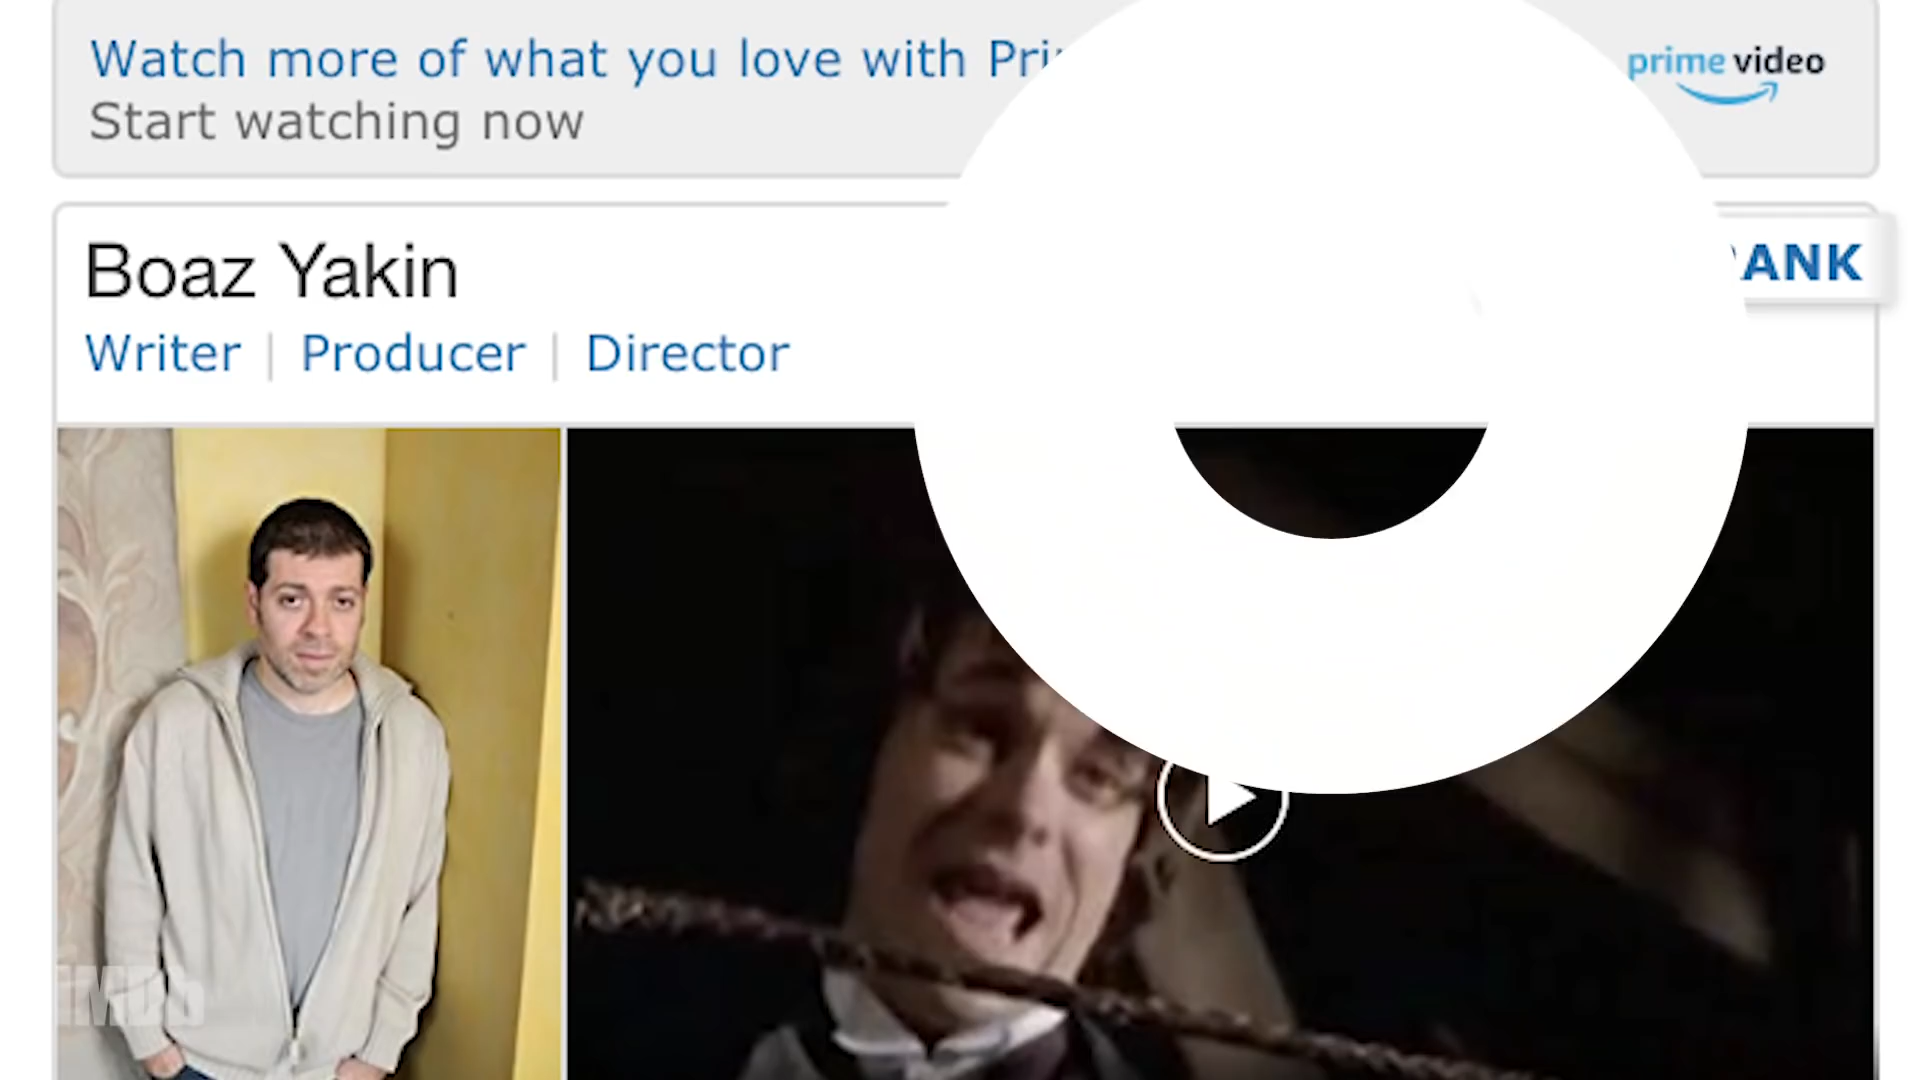 Watch more of what you love with Pri
Start watching now
prime video
Boaz Yakin
ANK
Writer | Producer | Director
iMDb